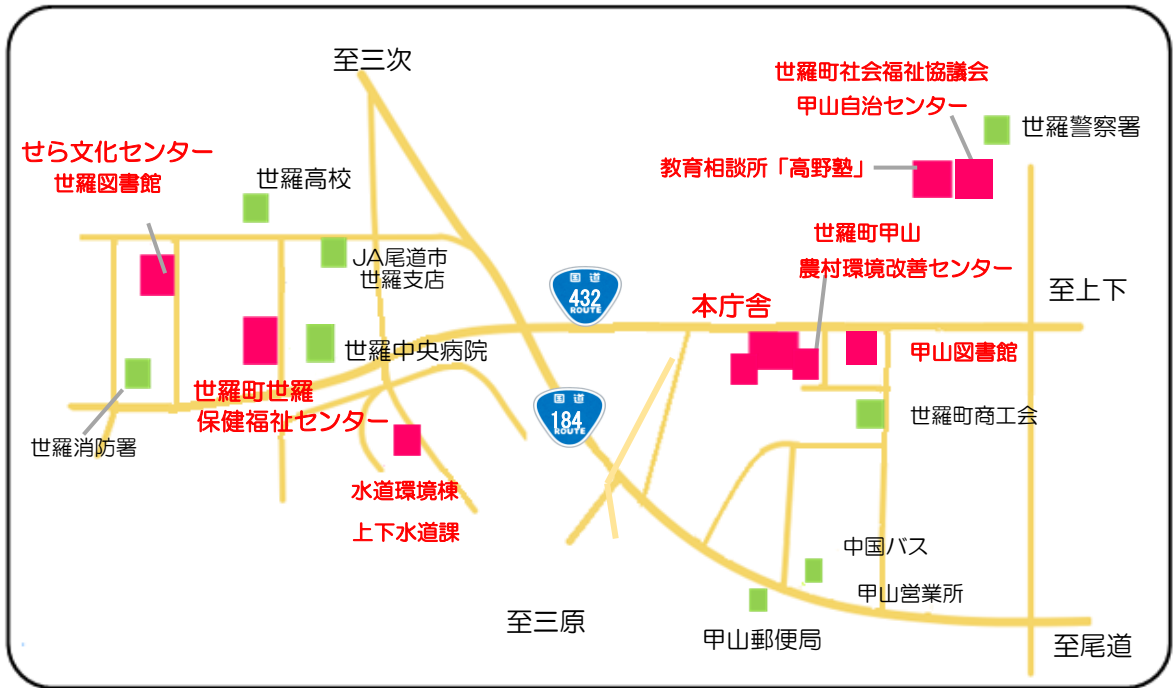 至三次
世羅町社会福祉協議会
甲山自治センター
世羅警察署
せら文化センター
世羅図書館
世羅高校
教育相談所「高野塾」
世羅町甲山
農村環境改善センター
JA尾道市
世羅支店
国道
432
ROUTE
本庁舎
至上下
世羅中央病院
甲山図書館
世羅町世羅
保健福祉センター
国道
184
ROUTE
世羅町商工会
世羅消防署
水道環境棟
上下水道課
中国バス
甲山営業所
至三原
甲山郵便局
至尾道